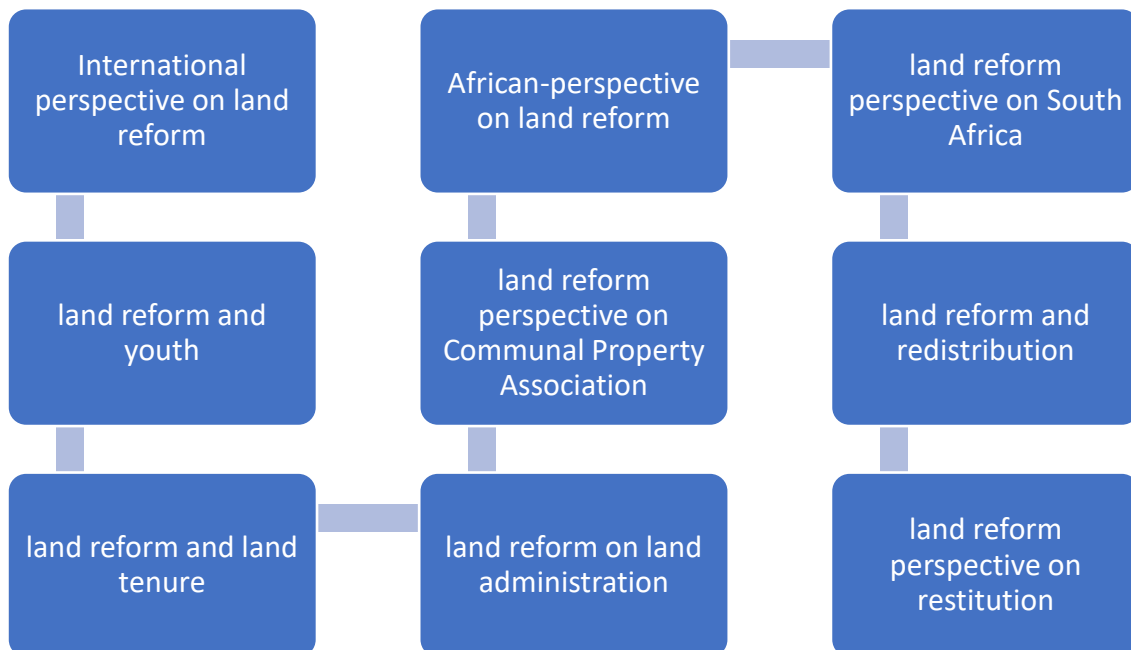 International
perspective on land
reform
land reform and
youth
land reform and land
tenure
land reform on land
administration
land reform
perspective on
Communal Property
Association
African-perspective
on land reform
land reform
perspective on South
Africa
land reform and
redistribution
land reform
perspective on
restitution